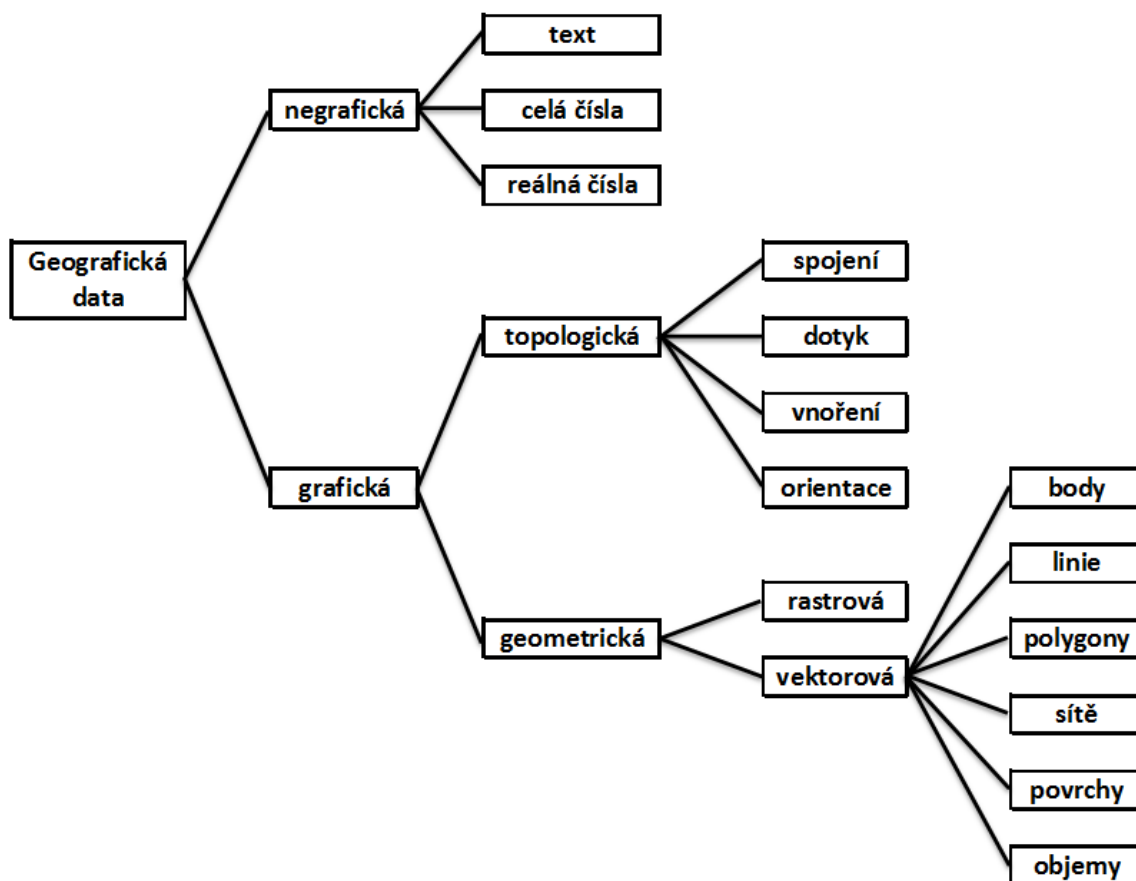 text
negrafická
celá čísla
reálná čísla
Geografická
data
spojení
topologická
dotyk
vnoření
grafická
orientace
body
linie
rastrová
geometrická
polygony
vektorová
sítě
povrchy
objemy